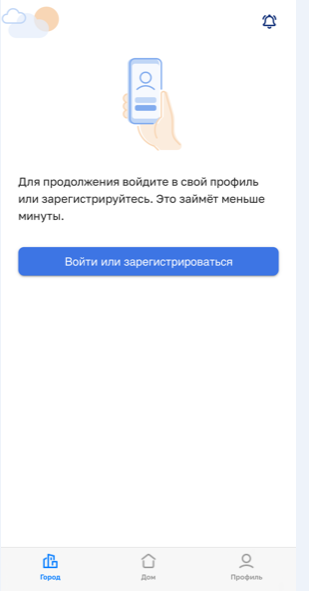 Для продолжения войдите в свой профиль
или зарегистрируйтесь. Это займёт меньше
минуты.
Войти или зарегистрироваться
Город
Дом
Профиль